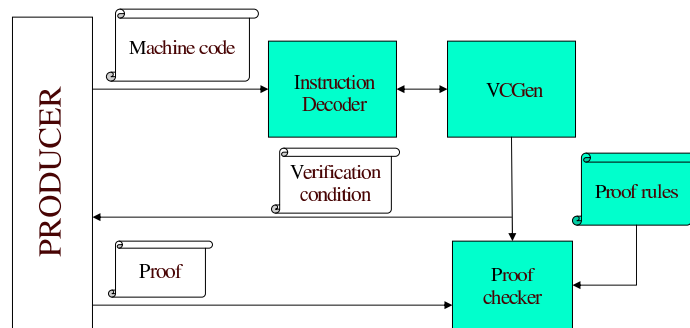 PRODUCER
Machine code
Instruction
Decoder
VCGen
Verification
condition
Proof rules
Proof
Proof
checker